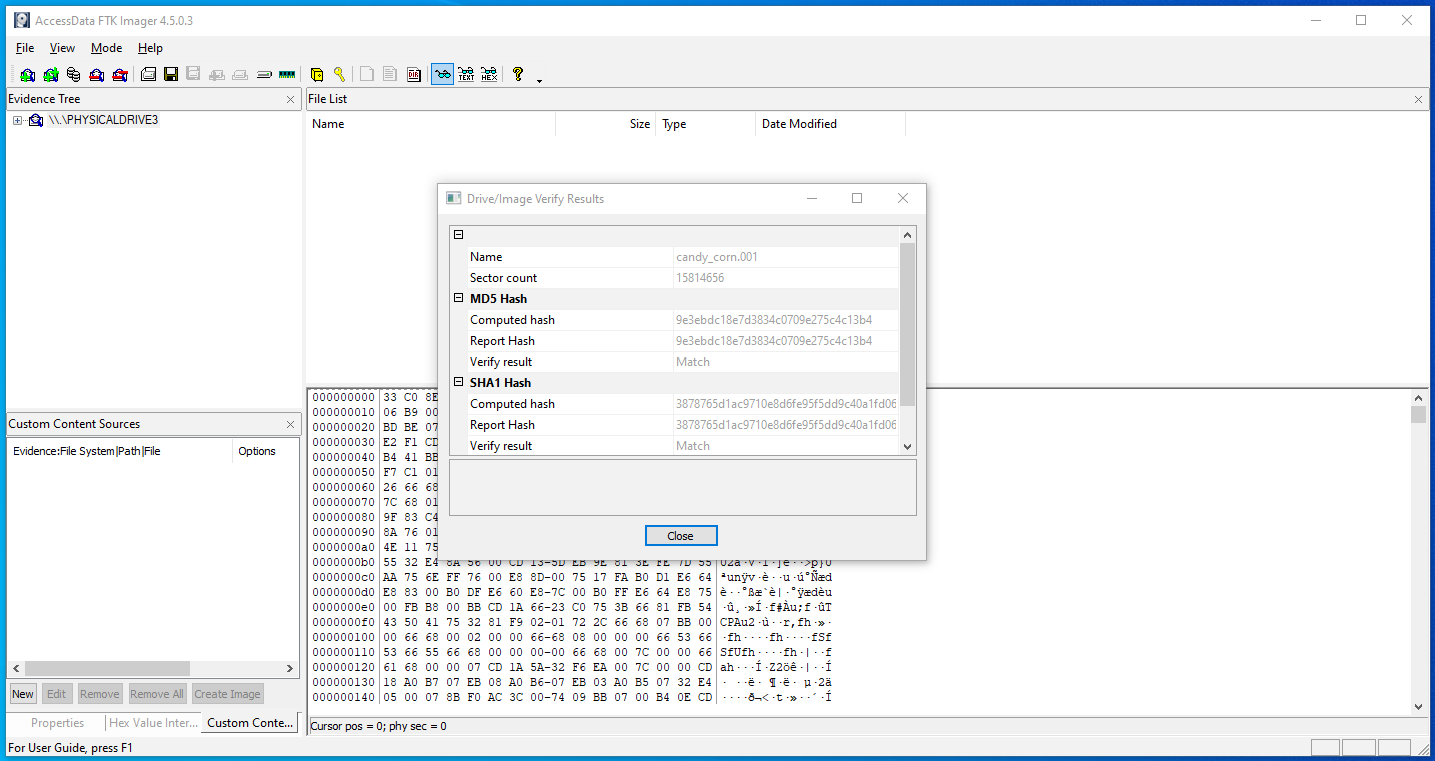 AccessData FTK Imager 4.5.0.3
File View Mode Help
TEXT HEX
DIR
Evidence Tree
\\.\PHYSICALDRIVE3
File List
Name Size Type Date Modified
Drive/Image Verify Results
Name candy_corn.001
Sector count 15814656
MD5 Hash
Computed hash 9e3ebdc18e7d3834c0709e275c4c13b4
Report Hash 9e3ebdc18e7d3834c0709e275c4c13b4
Verify result Match
SHA1 Hash
Computed hash 3878765d1ac9710e8d6fe95f5dd9c40a1fd06
Report Hash 3878765d1ac9710e8d6fe95f5dd9c40a1fd06
Verify result Match
Close
Custom Content Sources
Evidence:File System|Path|File Options
New Edit Remove Remove All Create Image
Properties Hex Value Inter... Custom Conte...
000000000 33 C0 8E
000000010 06 B9 00
000000020 BD BE 07
000000030 E2 F1 CD
000000040 B4 41 BB
000000050 F7 C1 01
000000060 26 66 68
000000070 7C 68 01
000000080 9F 83 C4
000000090 8A 76 01
0000000a0 4E 11 75
0000000b0 55 32 E4 8A 56 00 CD 13-5D EB 9E 81 3E FE 7D 55 U2ä·V·Í·]ë··>þ}U
0000000c0 AA 75 6E FF 76 00 E8 8D-00 75 17 FA B0 D1 E6 64 ªunÿv·è··u·ú°Ñæd
0000000d0 E8 83 00 B0 DF E6 60 E8-7C 00 B0 FF E6 64 E8 75 è··°ßæ`è|·°ÿædèu
0000000e0 00 FB B8 00 BB CD 1A 66-23 C0 75 3B 66 81 FB 54 ·û¸·»Í·f#Àu;f·ûT
0000000f0 43 50 41 75 32 81 F9 02-01 72 2C 66 68 07 BB 00 CPAu2·ù··r,fh·»·
000000100 00 66 68 00 02 00 00 66-68 08 00 00 00 66 53 66 ·fh····fh····fSf
000000110 53 66 55 66 68 00 00 00-00 66 68 00 7C 00 00 66 SfUfh····fh·|··f
000000120 61 68 00 00 07 CD 1A 5A-32 F6 EA 00 7C 00 00 CD ah···Í·Z2öê·|··Í
000000130 18 A0 B7 07 EB 08 A0 B6-07 EB 03 A0 B5 07 32 E4 · ··ë· ¶·ë· µ·2ä
000000140 05 00 07 8B F0 AC 3C 00-74 09 BB 07 00 B4 0E CD ····ð¬<·t·»··´·Í
Cursor pos = 0; phy sec = 0
For User Guide, press F1